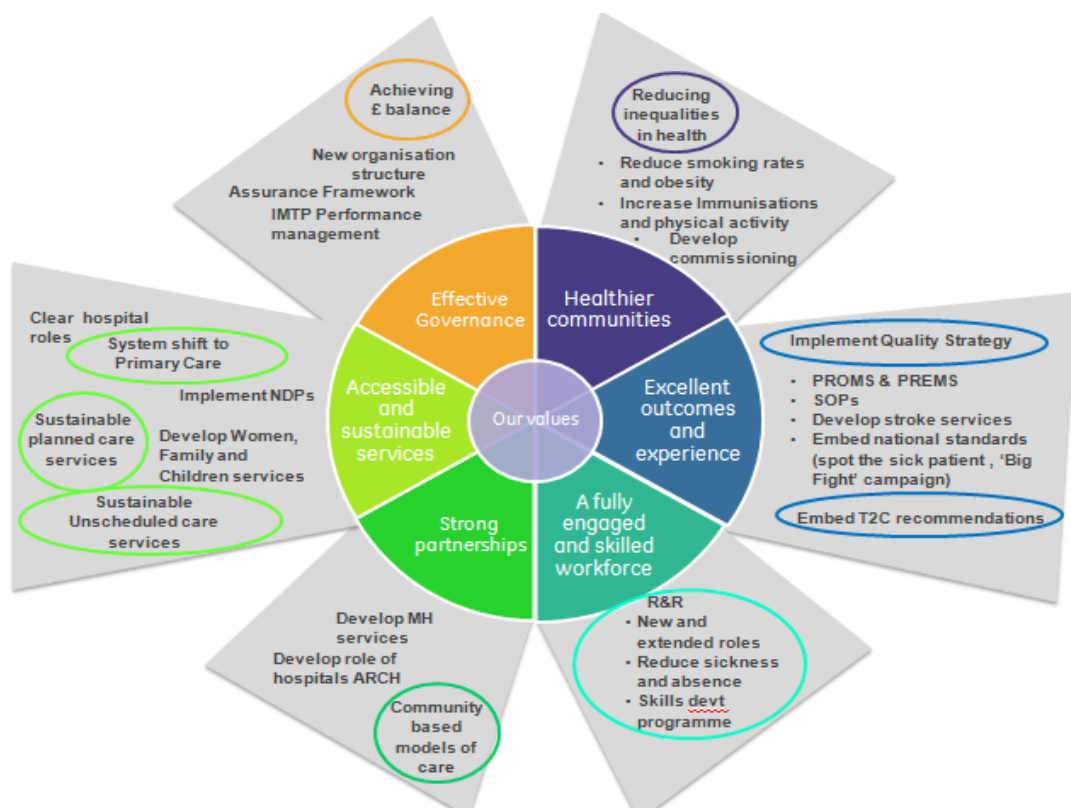 Achieving
£ balance
New organisation
structure
Assurance Framework
IMTP Performance
management
Reducing
inequalities
in health
• Reduce smoking rates
and obesity
• Increase Immunisations
and physical activity
• Develop
commissioning
Effective
Governance
Healthier
communities
Accessible
and
sustainable
services
Our values
Excellent
outcomes
and
experience
Strong
partnerships
A fully
engaged
and skilled
workforce
Clear hospital
roles
System shift to
Primary Care
Implement NDPs
Sustainable
planned care
services
Develop Women,
Family and
Children services
Sustainable
Unscheduled care
services
Implement Quality Strategy
• PROMS & PREMS
• SOPs
• Develop stroke services
• Embed national standards
(spot the sick patient , ‘Big
Fight’ campaign)
Embed T2C recommendations
Develop MH
services
Develop role of
hospitals ARCH
Community
based
models of
care
R&R
• New and
extended roles
• Reduce sickness
and absence
• Skills devt
programme